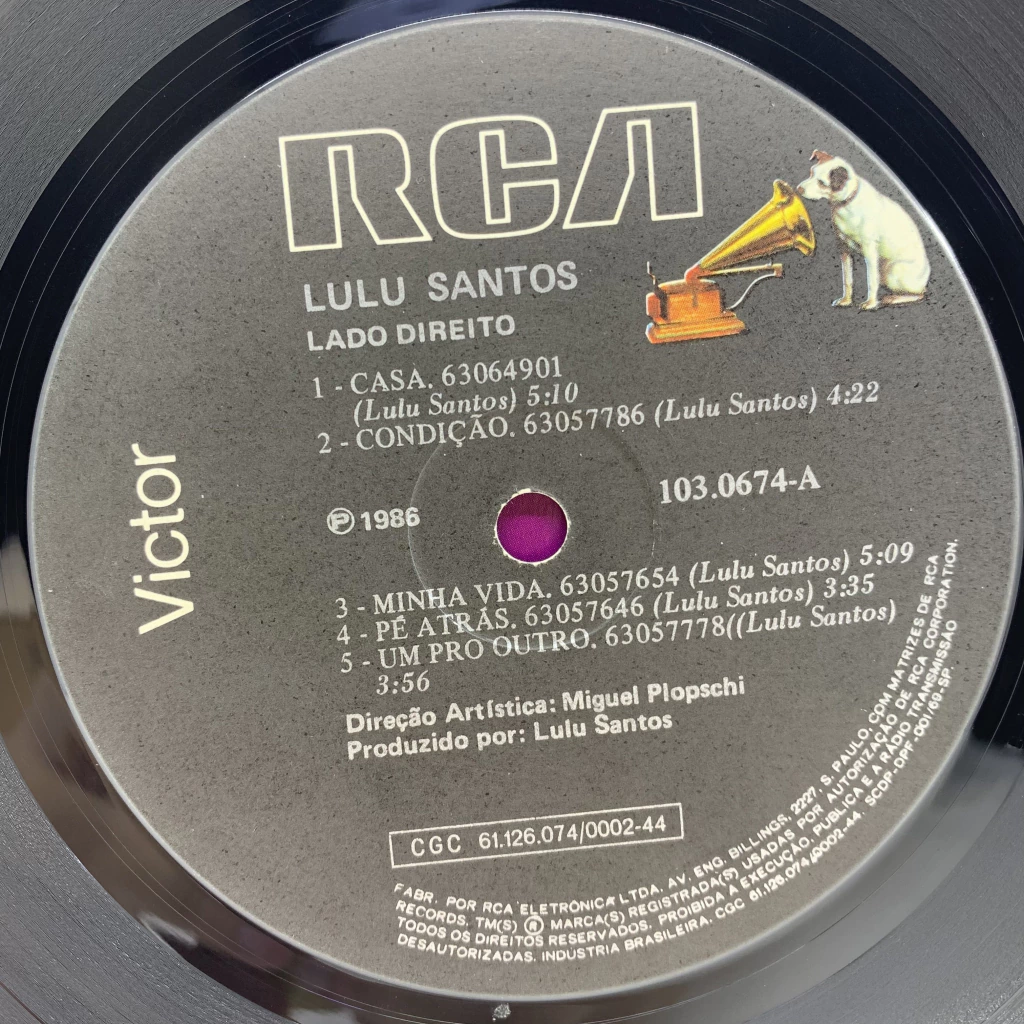 RCA
LULU SANTOS
LADO DIREITO
1 - CASA. 63064901
(Lulu Santos) 5:10
2 - CONDIÇÃO. 63057786 (Lulu Santos) 4:22
103.0674-A
℗ 1986
Victor
3 - MINHA VIDA. 63057654 (Lulu Santos) 5:09
4 - PÉ ATRÁS. 63057646 (Lulu Santos) 3:35
5 - UM PRO OUTRO. 63057778((Lulu Santos)
3:56
Direção Artística: Miguel Plopschi
Produzido por: Lulu Santos
CGC 61.126.074/0002-44
FABR. POR RCA ELETRÔNICA LTDA. AV. ENG. BILLINGS, 2227, S. PAULO, COM MATRIZES DE RCA
RECORDS. TM(S) ® MARCA(S) REGISTRADA(S) USADAS POR AUTORIZAÇÃO DE RCA CORPORATION.
TODOS OS DIREITOS RESERVADOS. PROIBIDA A EXECUÇÃO, PÚBLICA E A RÁDIO TRANSMISSÃO
DESAUTORIZADAS. INDUSTRIA BRASILEIRA. CGC 61.126.074/0002-44. SCDP-DPF-001/69-SP.